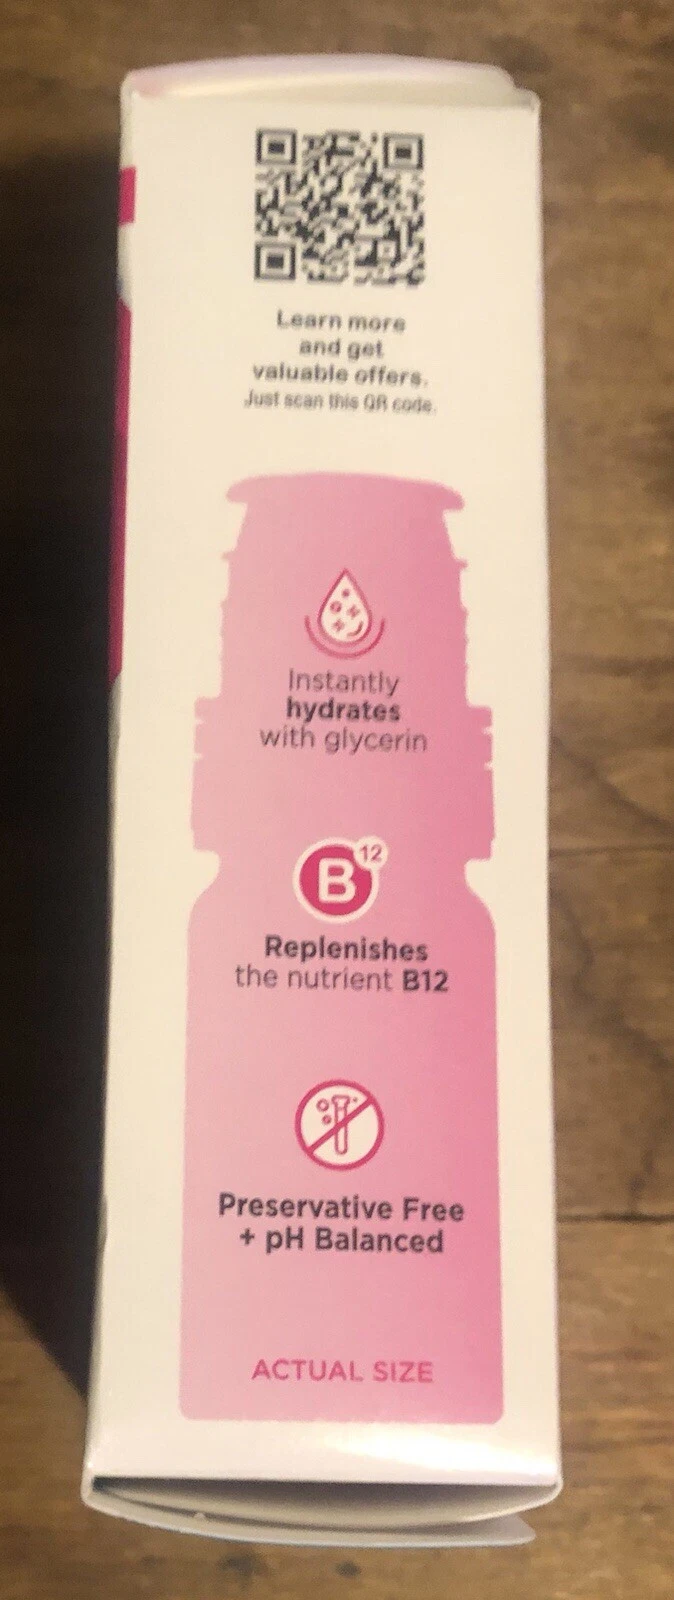 Learn more
and get
valuable offers.
Just scan this QR code.
Instantly
hydrates
with glycerin
B12
Replenishes
the nutrient B12
Preservative Free
+ pH Balanced
ACTUAL SIZE